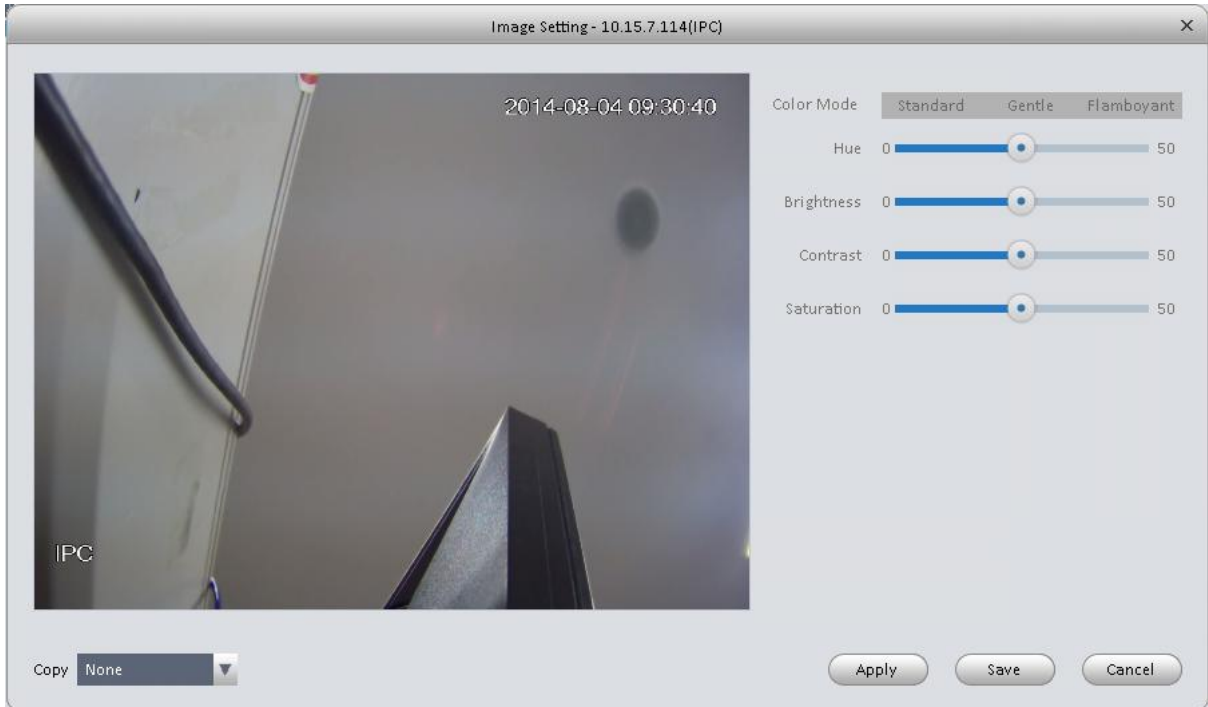 Image Setting - 10.15.7.114(IPC)
2014-08-04 09:30:40
IPC
Color Mode Standard Gentle Flamboyant
Hue 0 50
Brightness 0 50
Contrast 0 50
Saturation 0 50
Copy None
Apply Save Cancel